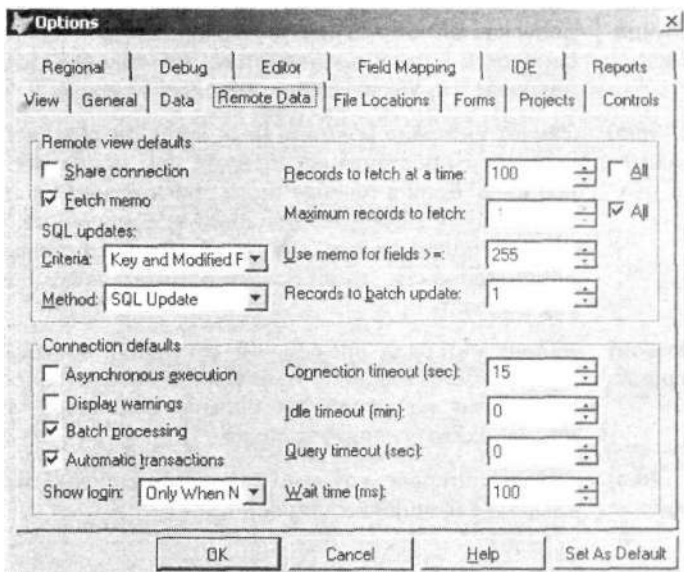 Options
Regional Debug Editor Field Mapping IDE Reports
View General Data Remote Data File Locations Forms Projects Controls
Remote view defaults
Share connection
Fetch memo
SQL updates:
Criteria: Key and Modified F
Method: SQL Update
Records to fetch at a time: 100 All
Maximum records to fetch: All
Use memo for fields >=: 255
Records to batch update: 1
Connection defaults
Asynchronous execution
Display warnings
Batch processing
Automatic transactions
Show login: Only When N
Connection timeout (sec): 15
Idle timeout (min): 0
Query timeout (sec): 0
Wait time (ms): 100
OK Cancel Help Set As Default